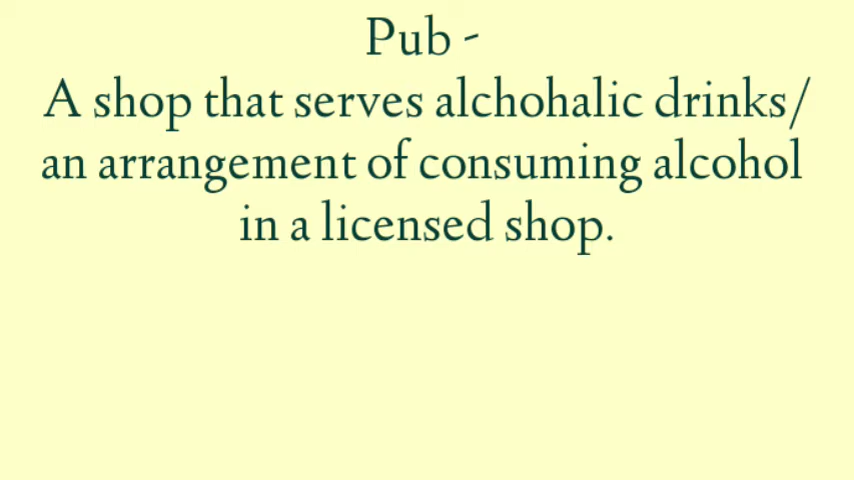 Pub -
A shop that serves alchohalic drinks/
an arrangement of consuming alcohol
in a licensed shop.